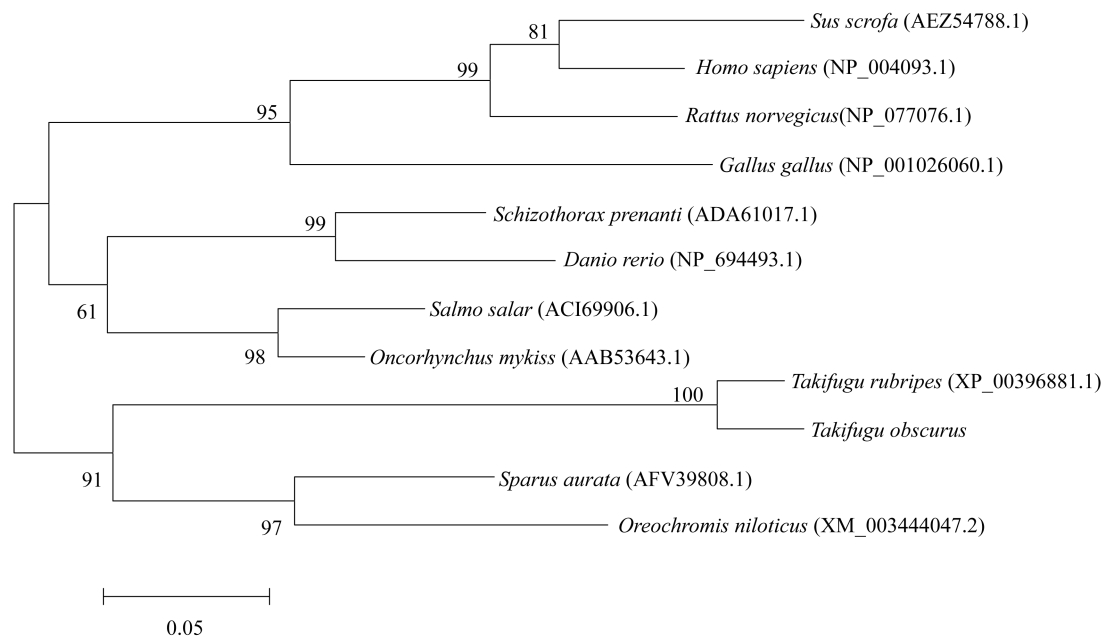 81
Sus scrofa (AEZ54788.1)
99
Homo sapiens (NP_004093.1)
95
Rattus norvegicus(NP_077076.1)
Gallus gallus (NP_001026060.1)
99
Schizothorax prenanti (ADA61017.1)
Danio rerio (NP_694493.1)
61
Salmo salar (ACI69906.1)
98
Oncorhynchus mykiss (AAB53643.1)
100
Takifugu rubripes (XP_00396881.1)
Takifugu obscurus
91
Sparus aurata (AFV39808.1)
97
Oreochromis niloticus (XM_003444047.2)
0.05